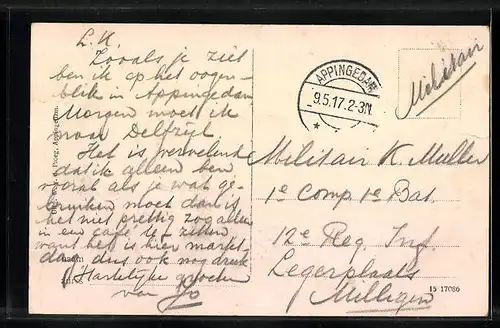 L.K.
Zooals je ziet
ben ik op het oogen-
blik in Appingedam
Morgen moet ik
naar Delfzijl.
Het is vervelend
dat ik alleen ben
vooral als je wat ge-
bruiken moet dan is
het niet prettig zoo alleen
in een café te zitten
want het is hier markt
dag dus ook nog druk
Hartelijke groeten
van Jo
APPINGEDAM
9.5.17.2-3N.
Militair
Militair K. Muller
1e Comp. 1e Bat.
12e Reg. Inf.
Legerplaats
Milligen
15 17086